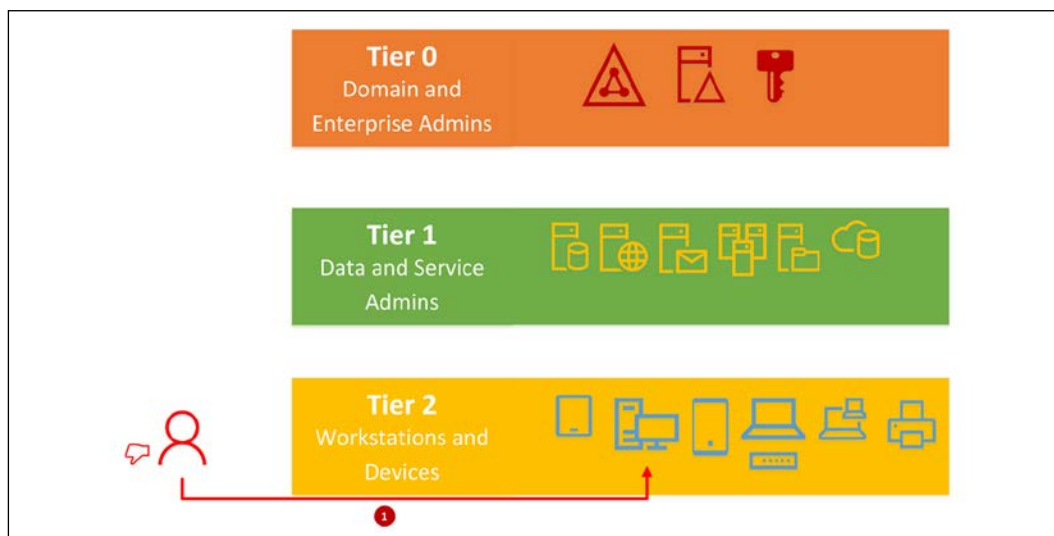 Tier 0
Domain and
Enterprise Admins
Tier 1
Data and Service
Admins
Tier 2
Workstations and
Devices
1